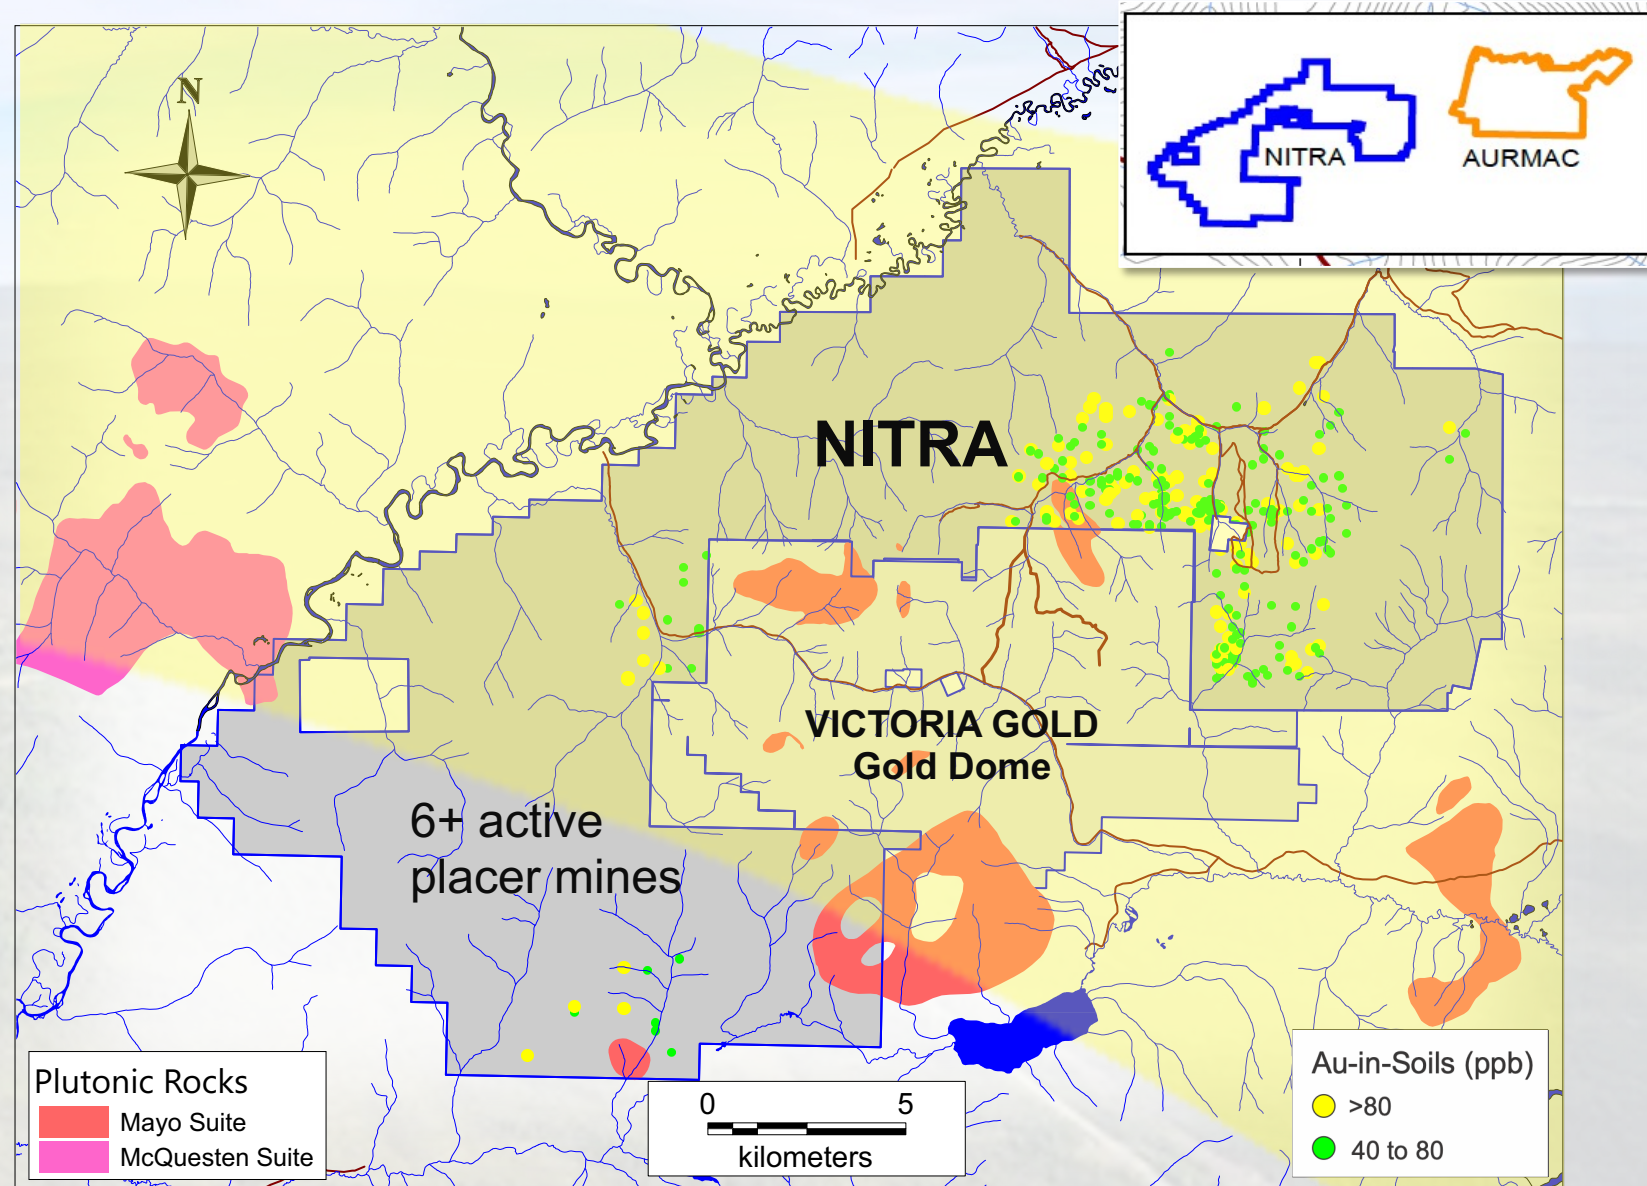 N
NITRA
AURMAC
NITRA
VICTORIA GOLD
Gold Dome
6+ active
placer mines
Plutonic Rocks
Mayo Suite
McQuesten Suite
0 5
kilometers
Au-in-Soils (ppb)
>80
40 to 80